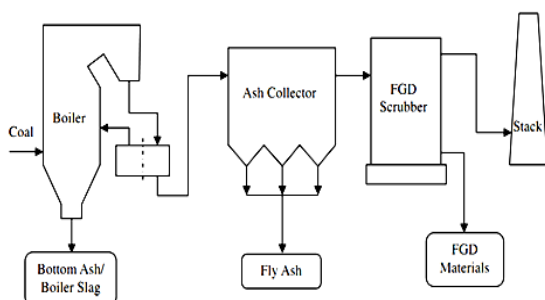 Coal
Boiler
Ash Collector
FGD
Scrubber
Stack
Bottom Ash/
Boiler Slag
Fly Ash
FGD
Materials